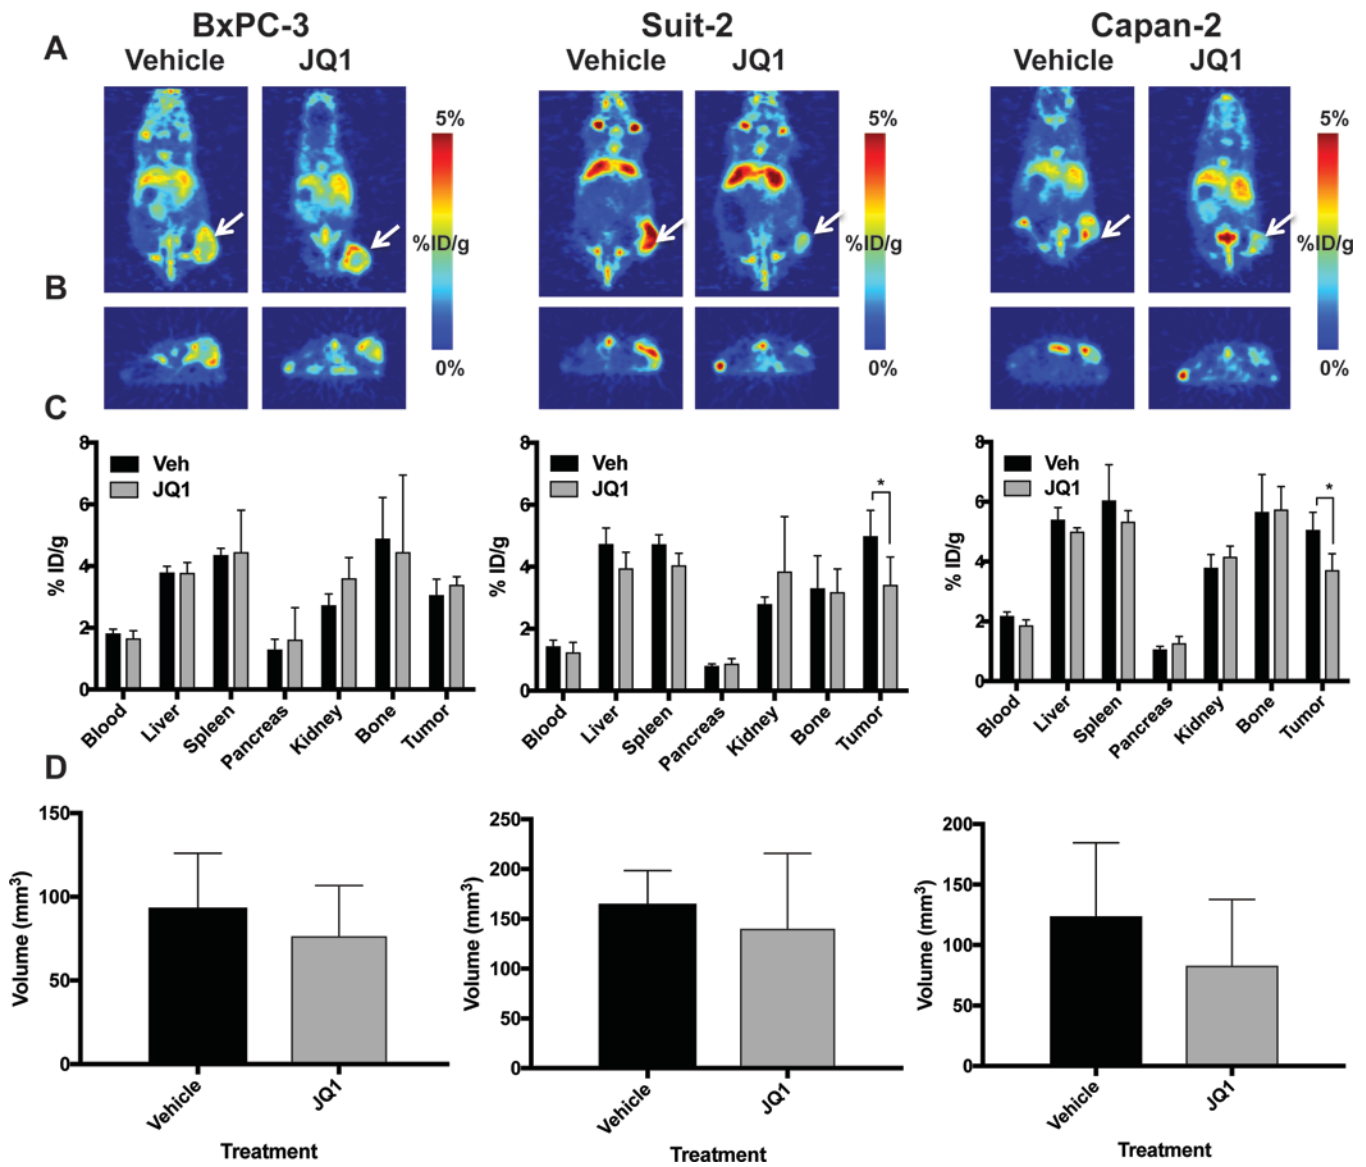 BxPC-3
Suit-2
Capan-2
A
Vehicle
JQ1
Vehicle
JQ1
Vehicle
JQ1
5%
%ID/g
0%
5%
%ID/g
0%
5%
%ID/g
0%
B
C
8
6
4
2
0
% ID/g
Veh
JQ1
Blood
Liver
Spleen
Pancreas
Kidney
Bone
Tumor
8
6
4
2
0
% ID/g
Veh
JQ1
*
Blood
Liver
Spleen
Pancreas
Kidney
Bone
Tumor
8
6
4
2
0
% ID/g
Veh
JQ1
*
Blood
Liver
Spleen
Pancreas
Kidney
Bone
Tumor
D
150
100
50
0
Volume (mm³)
Vehicle
JQ1
Treatment
250
200
150
100
50
0
Volume (mm³)
Vehicle
JQ1
Treatment
200
150
100
50
0
Volume (mm³)
Vehicle
JQ1
Treatment